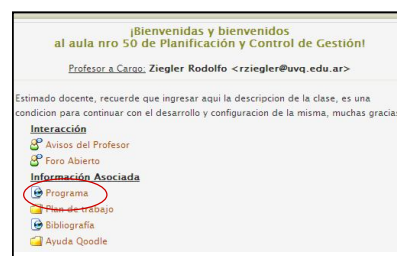 ¡Bienvenidas y bienvenidos
al aula nro 50 de Planificación y Control de Gestión!
Profesor a Cargo: Ziegler Rodolfo <rziegler@uvq.edu.ar>
Estimado docente, recuerde que ingresar aqui la descripcion de la clase, es una
condicion para continuar con el desarrollo y configuracion de la misma, muchas gracias
Interacción
Avisos del Profesor
Foro Abierto
Información Asociada
Programa
Plan de trabajo
Bibliografía
Ayuda Qoodle